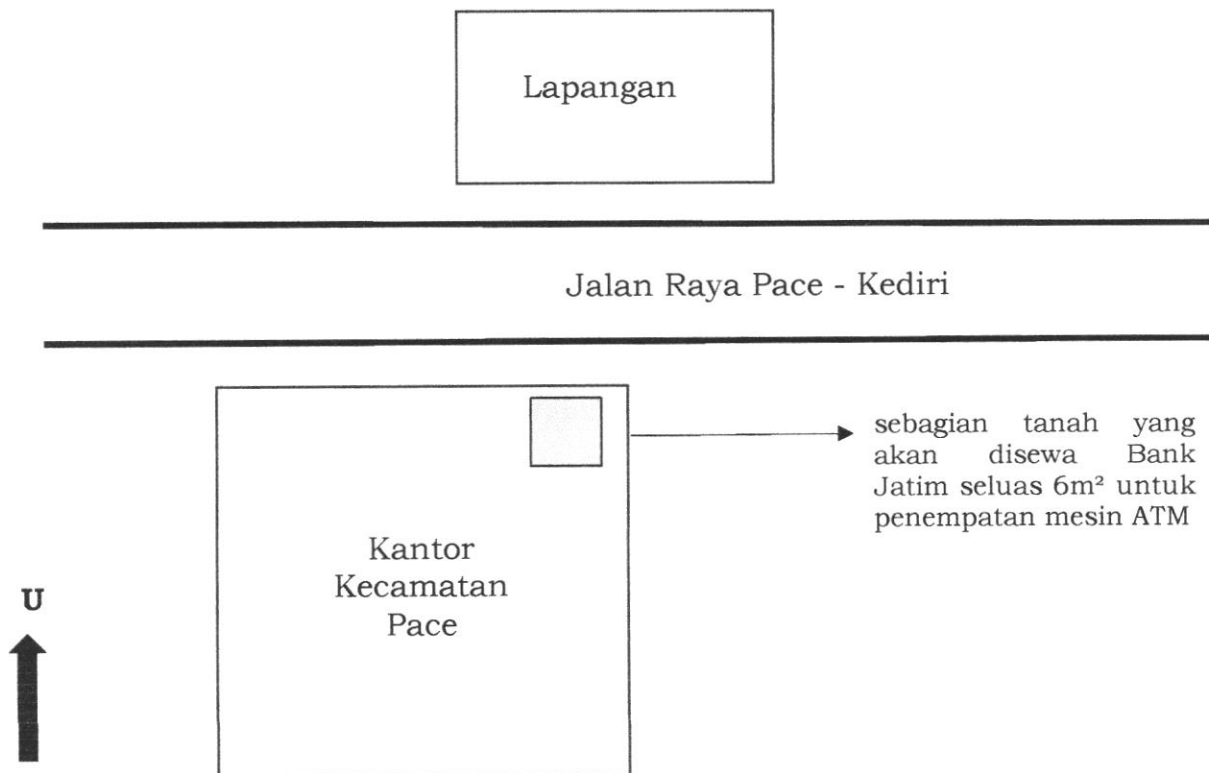 Lapangan
Jalan Raya Pace - Kediri
sebagian tanah yang
akan disewa Bank
Jatim seluas 6m² untuk
penempatan mesin ATM
Kantor
Kecamatan
Pace
U